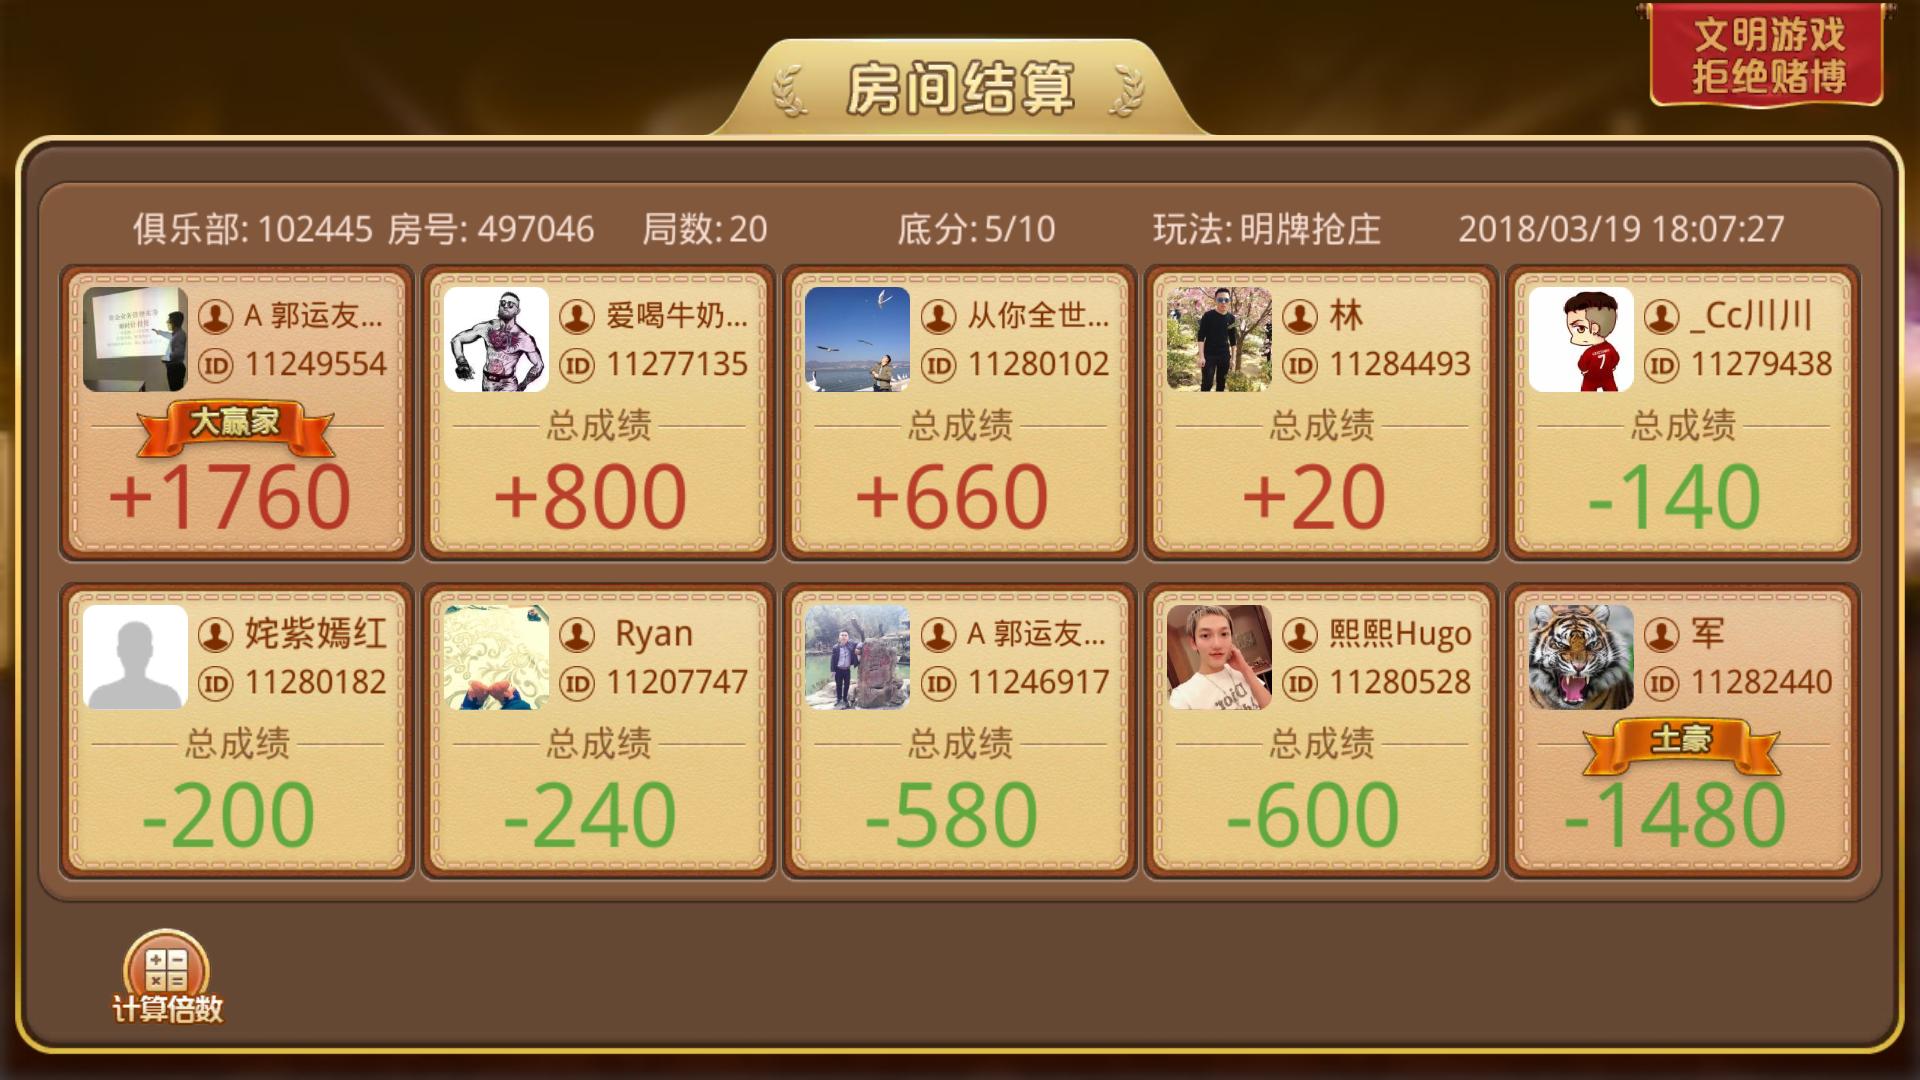 文明游戏
拒绝赌博
房间结算
俱乐部: 102445 房号: 497046 局数: 20 底分: 5/10 玩法: 明牌抢庄 2018/03/19 18:07:27
A 郭运友...
ID 11249554
大赢家
+1760
爱喝牛奶...
ID 11277135
总成绩
+800
从你全世...
ID 11280102
总成绩
+660
林
ID 11284493
总成绩
+20
_Cc川川
ID 11279438
总成绩
-140
姹紫嫣红
ID 11280182
总成绩
-200
Ryan
ID 11207747
总成绩
-240
A 郭运友...
ID 11246917
总成绩
-580
熙熙Hugo
ID 11280528
总成绩
-600
军
ID 11282440
土豪
-1480
计算倍数